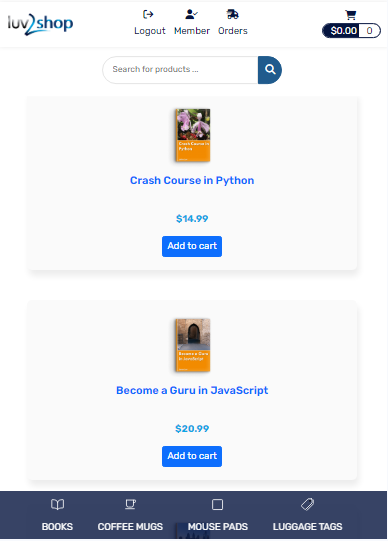 luv2shop
Logout Member Orders
$0.00 0
Search for products ...
Crash Course in
Python
Crash Course in Python
$14.99
Add to cart
Become a Guru
in JavaScript
Become a Guru in JavaScript
$20.99
Add to cart
BOOKS COFFEE MUGS MOUSE PADS LUGGAGE TAGS